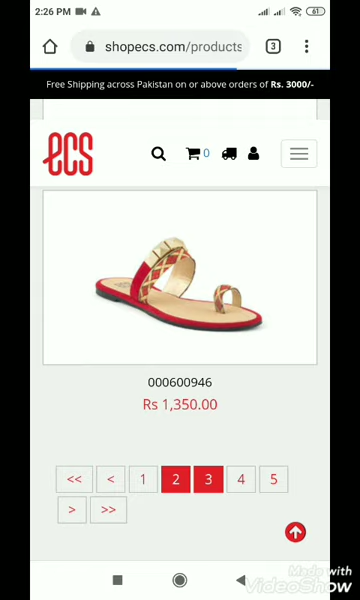 2:26 PM 61
shopecs.com/products 3
Free Shipping across Pakistan on or above orders of Rs. 3000/-
ecs 0
000600946
Rs 1,350.00
<< < 1 2 3 4 5
> >>
Made with
VideoShow